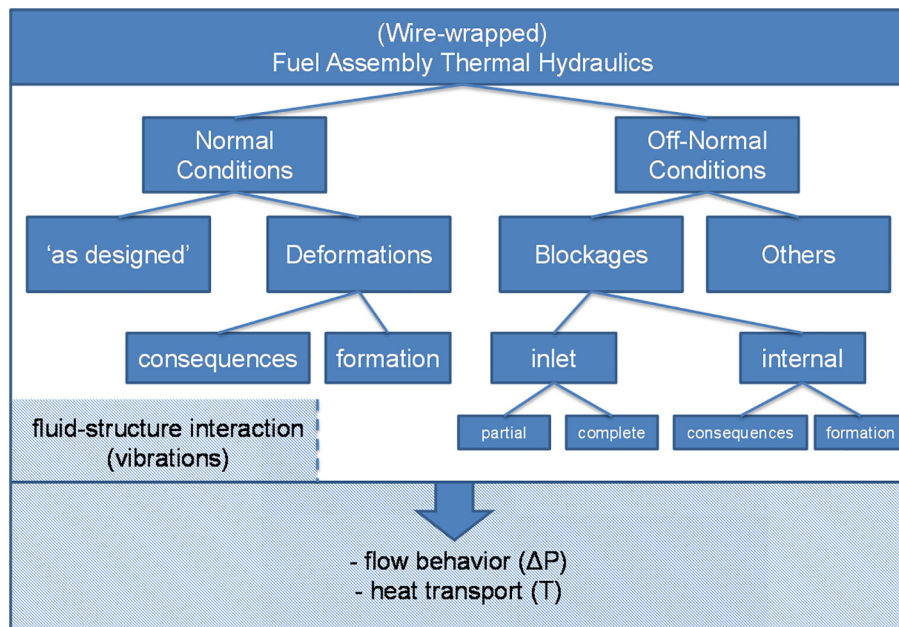 (Wire-wrapped)
Fuel Assembly Thermal Hydraulics
Normal
Conditions
Off-Normal
Conditions
‘as designed’
Deformations
Blockages
Others
consequences
formation
inlet
internal
partial
complete
consequences
formation
fluid-structure interaction
(vibrations)
- flow behavior (ΔP)
- heat transport (T)